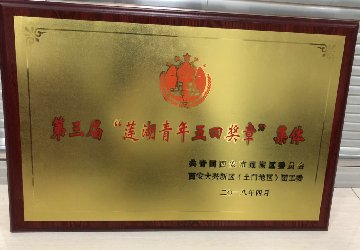 第三届“莲湖青年五四奖章”集体
共青团西安市莲湖区委员会
西安大兴新区（土门地区）团工委
二〇一八年四月